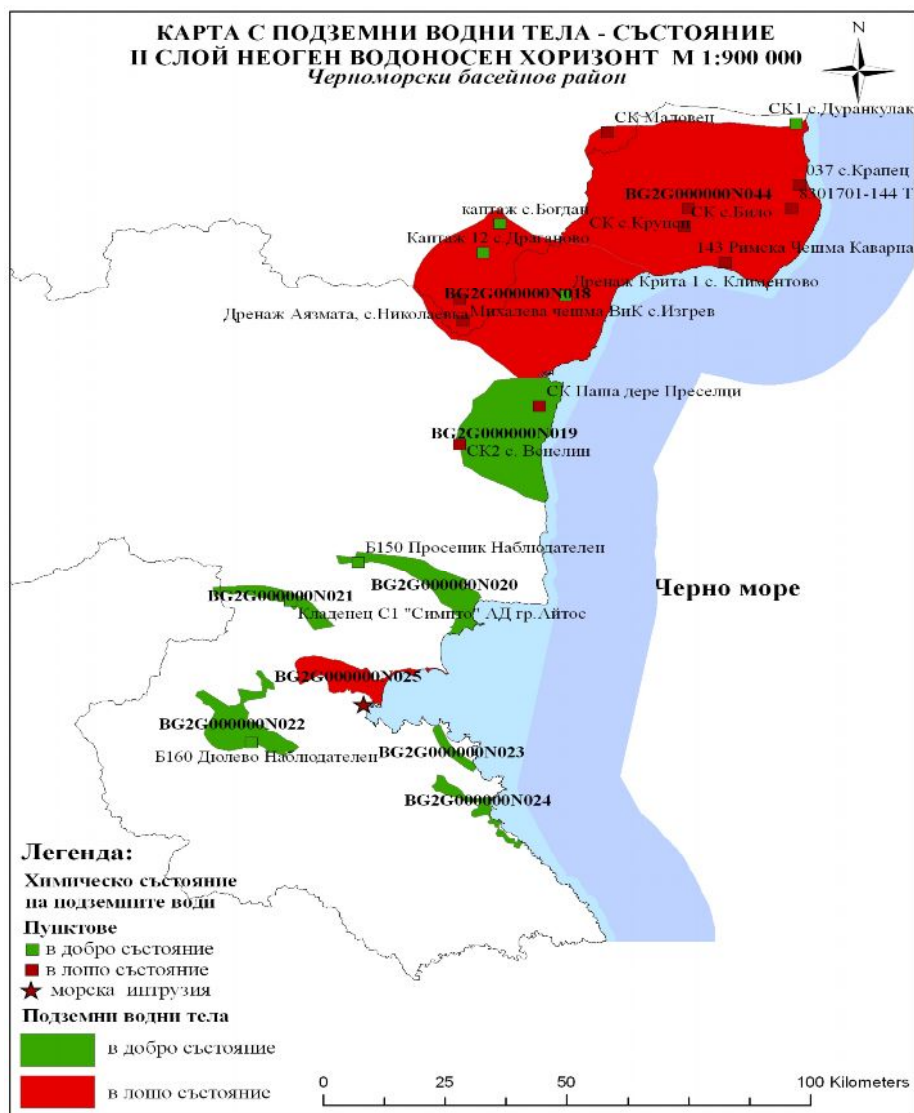 КАРТА С ПОДЗЕМНИ ВОДНИ ТЕЛА - СЪСТОЯНИЕ
II СЛОЙ НЕОГЕН ВОДОНОСЕН ХОРИЗОНТ М 1:900 000
Черноморски басейнов район
N
СК1 с.Дуранкулак
СК Маловец
037 с.Крапец
BG2G000000N044
8301701-144 Т
каптаж с.Богдан
СК с.Крупен
СК с.Било
Каптаж 12 с.Драганово
143 Римска Чешма Каварна
BG2G000000N018
Дренаж Крита 1 с. Климентово
Дренаж Аязмата, с.Николаевка
Михалева чешма ВиК с.Изгрев
СК Паша дере Преселци
BG2G000000N019
СК2 с. Венелин
Б150 Просеник Наблюдателен
BG2G000000N020
BG2G000000N021
Черно море
Кладенец С1 "Симпто" АД гр.Айтос
BG2G000000N025
BG2G000000N022
BG2G000000N023
Б160 Дюлево Наблюдателен
BG2G000000N024
Легенда:
Химическо състояние
на подземните води
Пунктове
в добро състояние
в лошо състояние
морска интрузия
Подземни водни тела
в добро състояние
в лошо състояние
0 25 50 100 Kilometers